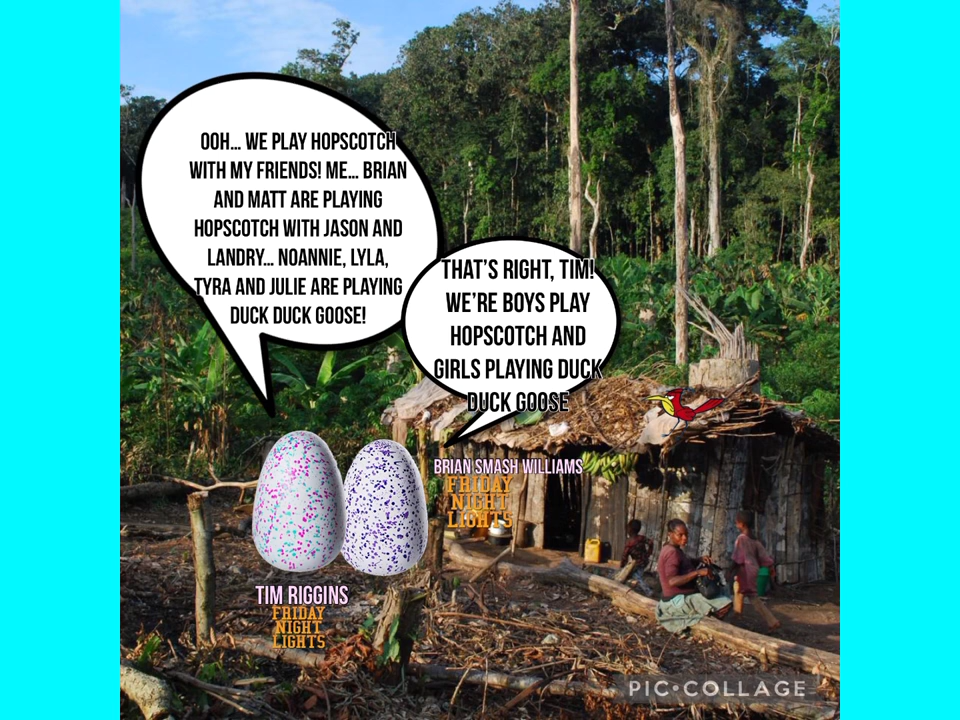 OOH... WE PLAY HOPSCOTCH
WITH MY FRIENDS! ME... BRIAN
AND MATT ARE PLAYING
HOPSCOTCH WITH JASON AND
LANDRY... NOANNIE, LYLA,
TYRA AND JULIE ARE PLAYING
DUCK DUCK GOOSE!
THAT'S RIGHT, TIM!
WE'RE BOYS PLAY
HOPSCOTCH AND
GIRLS PLAYING DUCK
DUCK GOOSE
BRIAN SMASH WILLIAMS
FRIDAY
NIGHT
LIGHTS
TIM RIGGINS
FRIDAY
NIGHT
LIGHTS
PIC•COLLAGE